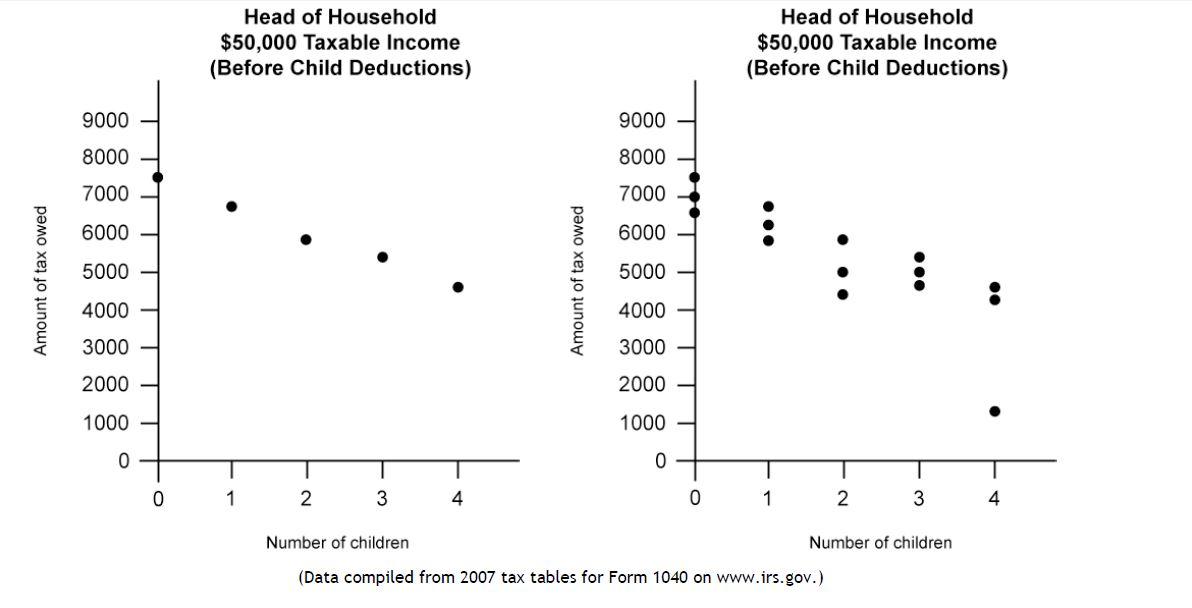 Head of Household
$50,000 Taxable Income
(Before Child Deductions)
9000
8000
7000
6000
5000
4000
3000
2000
1000
0
Amount of tax owed
0 1 2 3 4
Number of children
Head of Household
$50,000 Taxable Income
(Before Child Deductions)
9000
8000
7000
6000
5000
4000
3000
2000
1000
0
Amount of tax owed
0 1 2 3 4
Number of children
(Data compiled from 2007 tax tables for Form 1040 on www.irs.gov.)